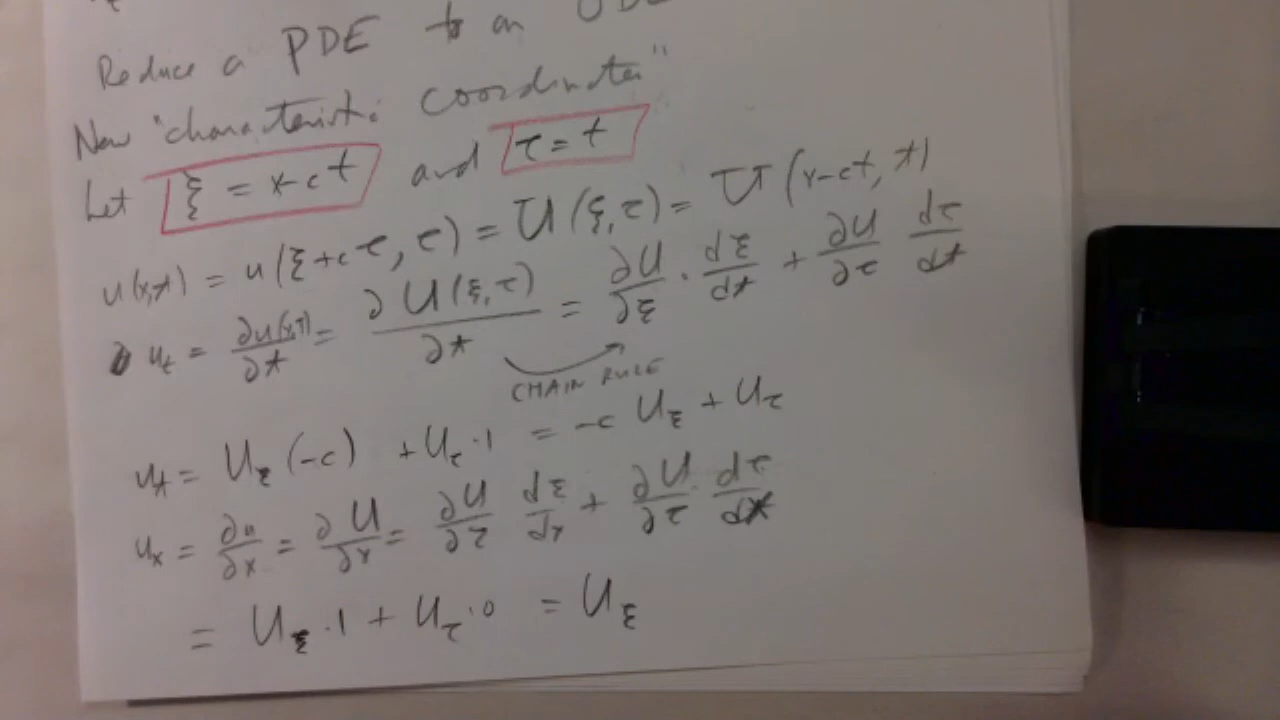 Reduce a PDE to an ODE
New "characteristic coordinates"
Let ξ = x-ct and τ = t
u(x,t) = u(ξ+cτ, τ) = U(ξ,τ) = U(x-ct, t)
u_t = ∂u(x,t)/∂t = ∂U(ξ,τ)/∂t = ∂U/∂ξ · dξ/dt + ∂U/∂τ dτ/dt
CHAIN RULE
u_t = U_ξ (-c) + U_τ · 1 = -c U_ξ + U_τ
u_x = ∂u/∂x = ∂U/∂x = ∂U/∂ξ dξ/dx + ∂U/∂τ · dτ/dx
= U_ξ · 1 + U_τ · 0 = U_ξ